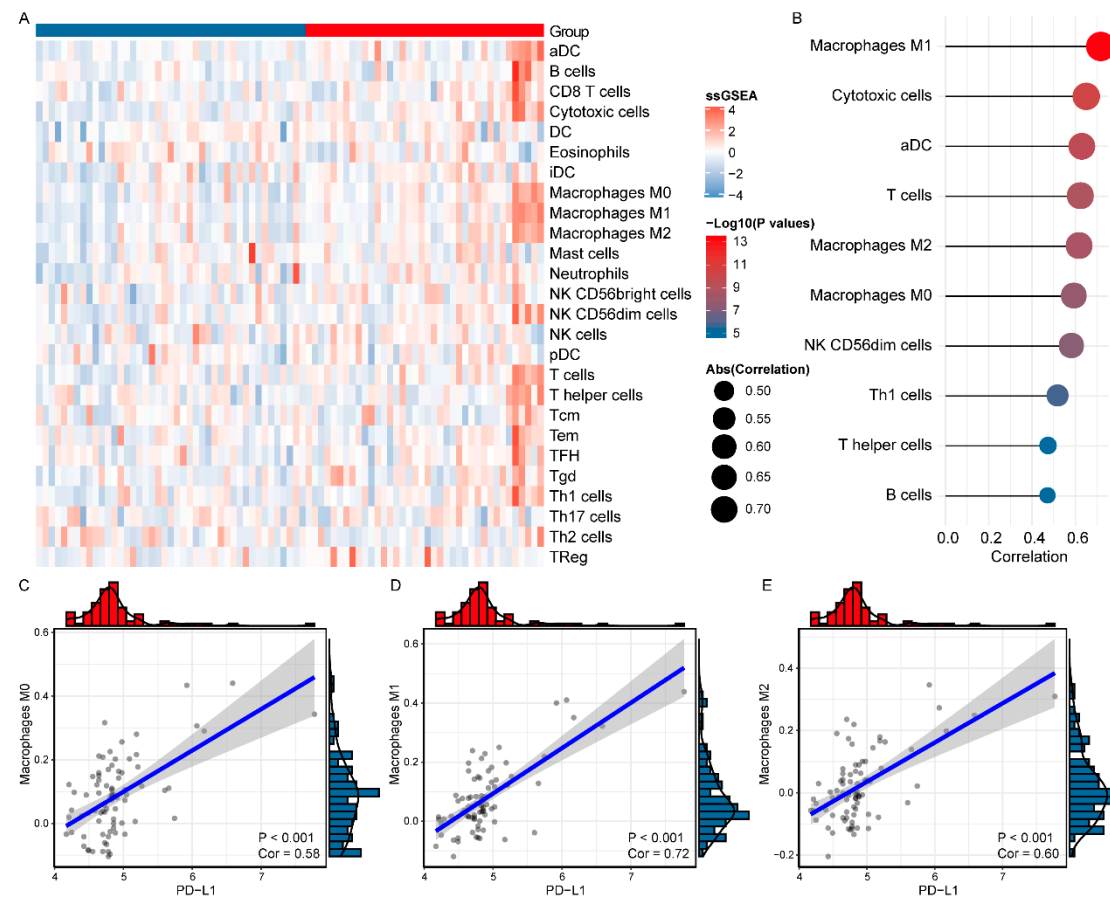 A
Group
aDC
B cells
CD8 T cells
Cytotoxic cells
DC
Eosinophils
iDC
Macrophages M0
Macrophages M1
Macrophages M2
Mast cells
Neutrophils
NK CD56bright cells
NK CD56dim cells
NK cells
pDC
T cells
T helper cells
Tcm
Tem
TFH
Tgd
Th1 cells
Th17 cells
Th2 cells
TReg
ssGSEA
4
2
0
−2
−4
−Log10(P values)
13
11
9
7
5
Abs(Correlation)
0.50
0.55
0.60
0.65
0.70
B
Macrophages M1
Cytotoxic cells
aDC
T cells
Macrophages M2
Macrophages M0
NK CD56dim cells
Th1 cells
T helper cells
B cells
0.0 0.2 0.4 0.6
Correlation
C
Macrophages M0
0.6
0.4
0.2
0.0
P < 0.001
Cor = 0.58
4 5 6 7
PD−L1
D
Macrophages M1
0.6
0.4
0.2
0.0
P < 0.001
Cor = 0.72
4 5 6 7
PD−L1
E
Macrophages M2
0.4
0.2
0.0
−0.2
P < 0.001
Cor = 0.60
4 5 6 7
PD−L1